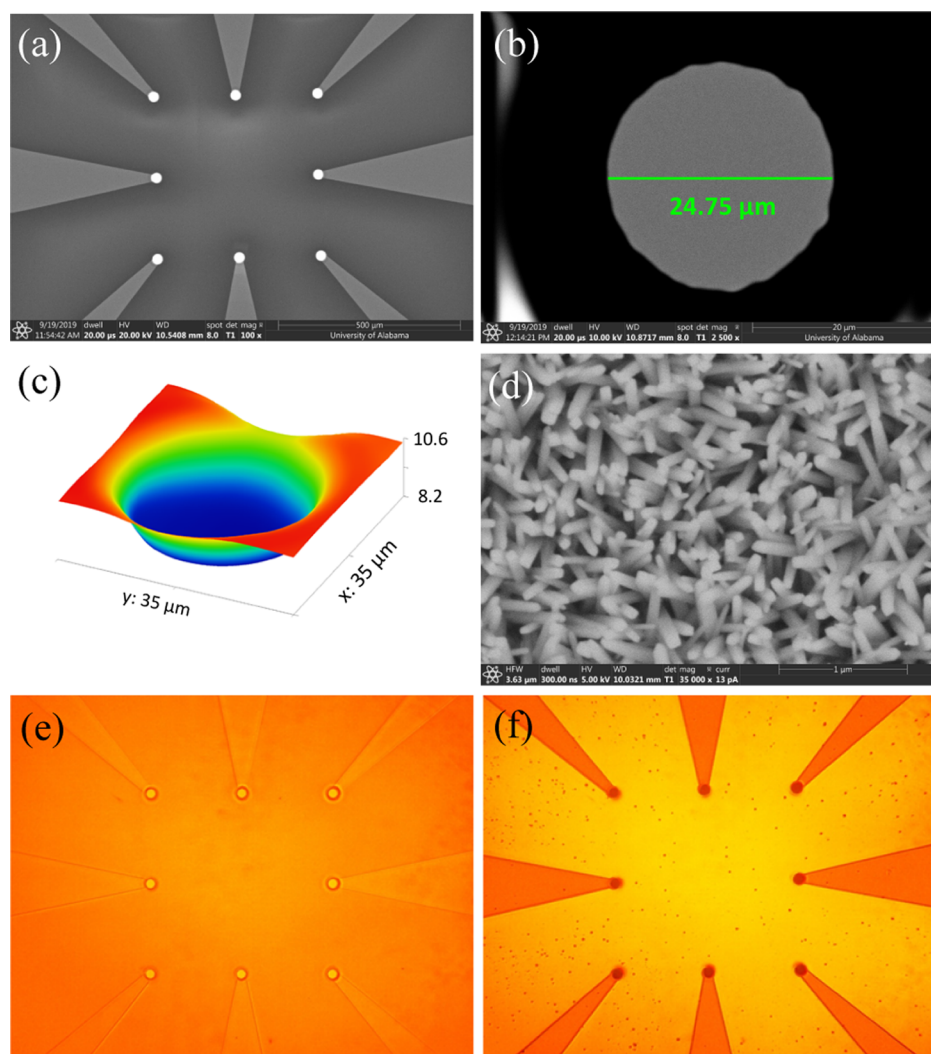 (a)
9/19/2019 dwell HV WD spot det mag
11:54:42 AM 20.00 µs 20.00 kV 10.5408 mm 8.0 T1 100 x
500 µm
University of Alabama
(b)
24.75 µm
9/19/2019 dwell HV WD spot det mag
12:14:21 PM 20.00 µs 10.00 kV 10.8717 mm 8.0 T1 2 500 x
20 µm
University of Alabama
(c)
10.6
8.2
x: 35 µm
y: 35 µm
(d)
HFW dwell HV WD det mag curr
3.63 µm 300.00 ns 5.00 kV 10.0321 mm T1 35 000 x 13 pA
1 µm
(e)
(f)